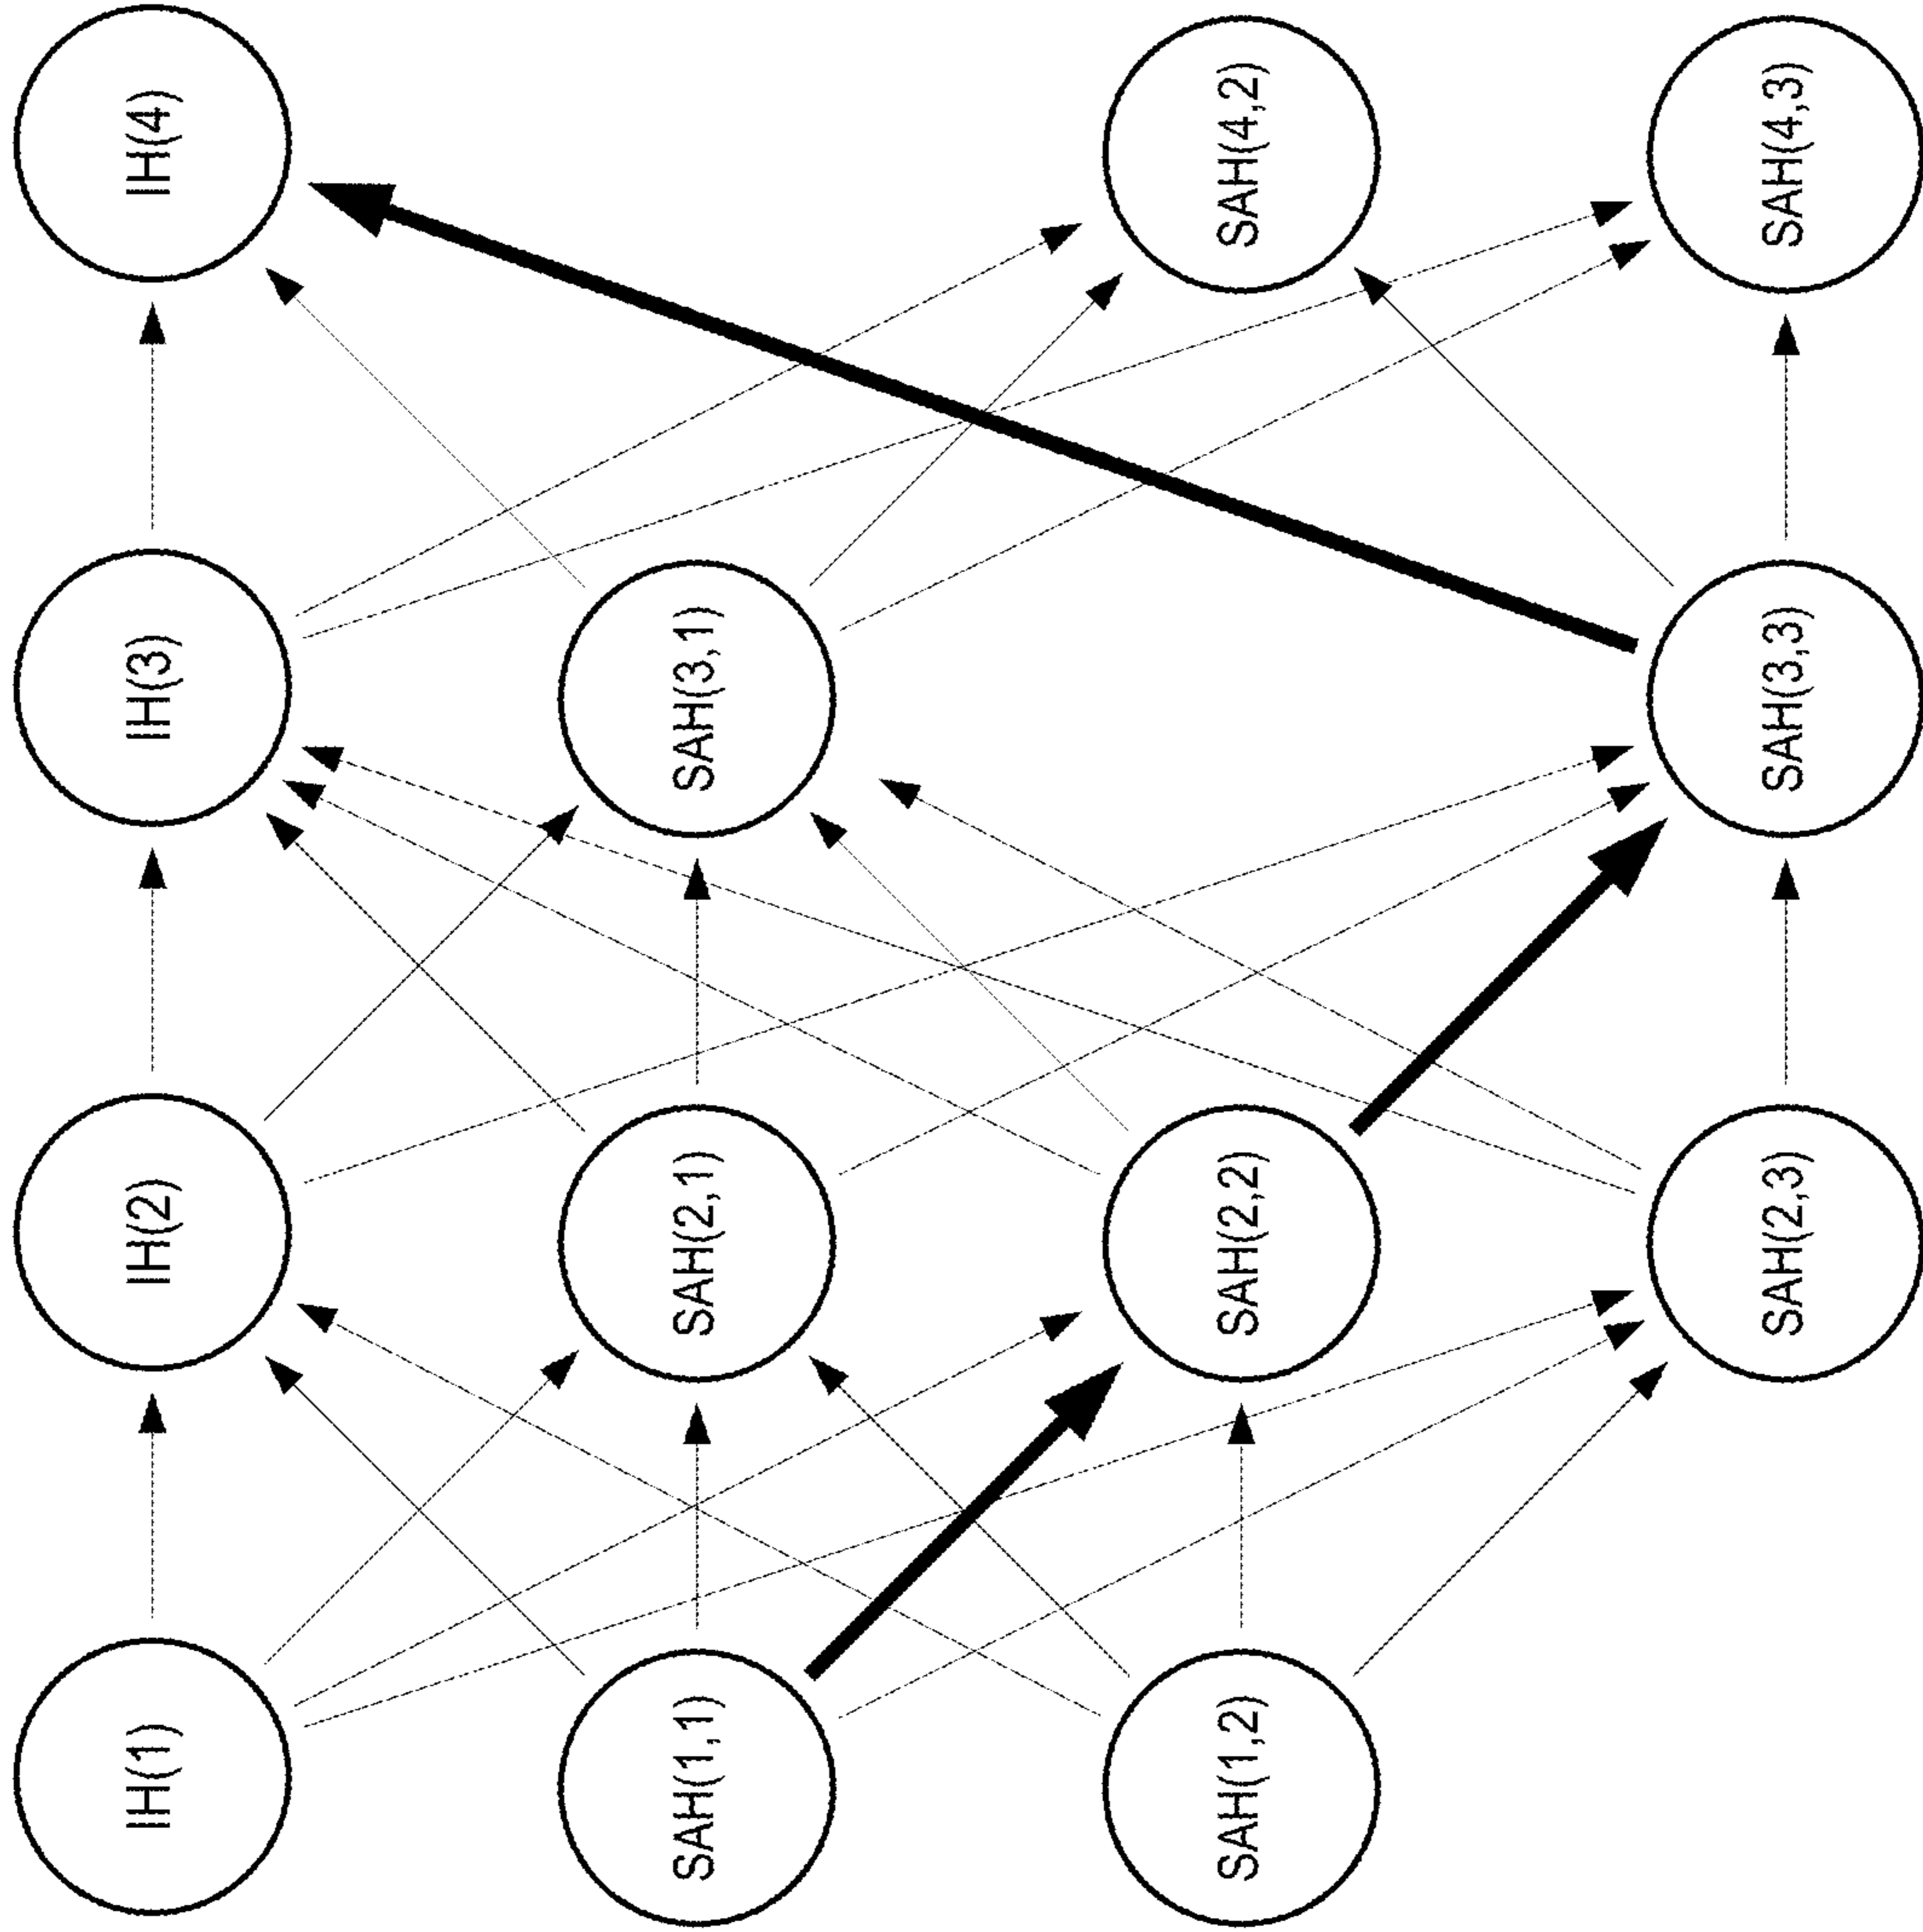 IH(4)
SAH(4,2)
SAH(4,3)
IH(3)
SAH(3,1)
SAH(3,3)
IH(2)
SAH(2,1)
SAH(2,2)
SAH(2,3)
IH(1)
SAH(1,1)
SAH(1,2)